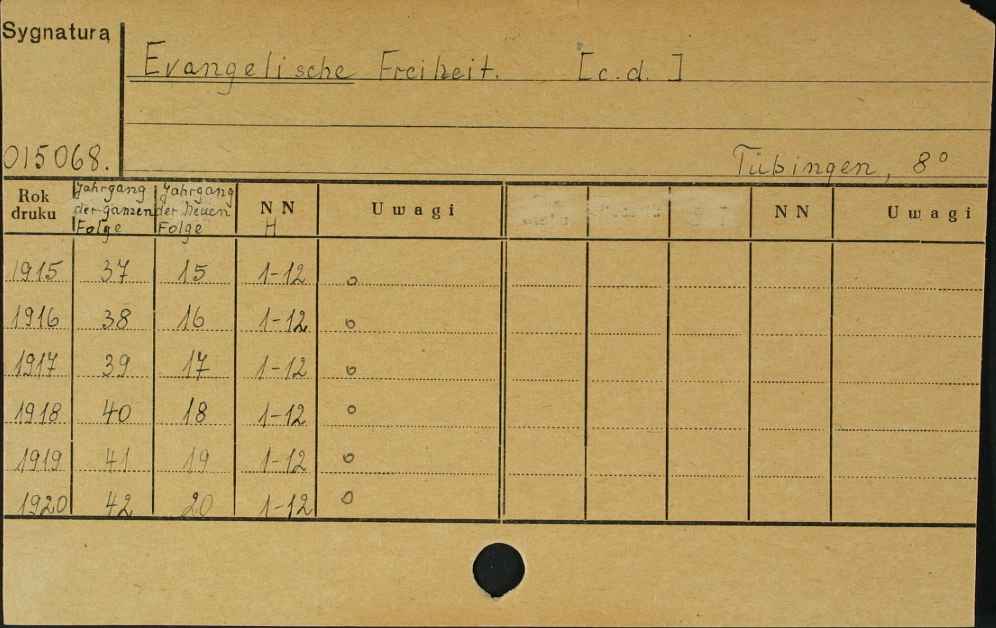 Sygnatura
Evangelische Freiheit. [c.d.]
015068.
Tübingen, 8°
Rok druku Jahrgang der ganzen Folge Jahrgang der Neuen Folge NN H Uwagi NN Uwagi
1915 37 15 1-12 o
1916 38 16 1-12 o
1917 39 17 1-12 o
1918 40 18 1-12 o
1919 41 19 1-12 o
1920 42 20 1-12 o